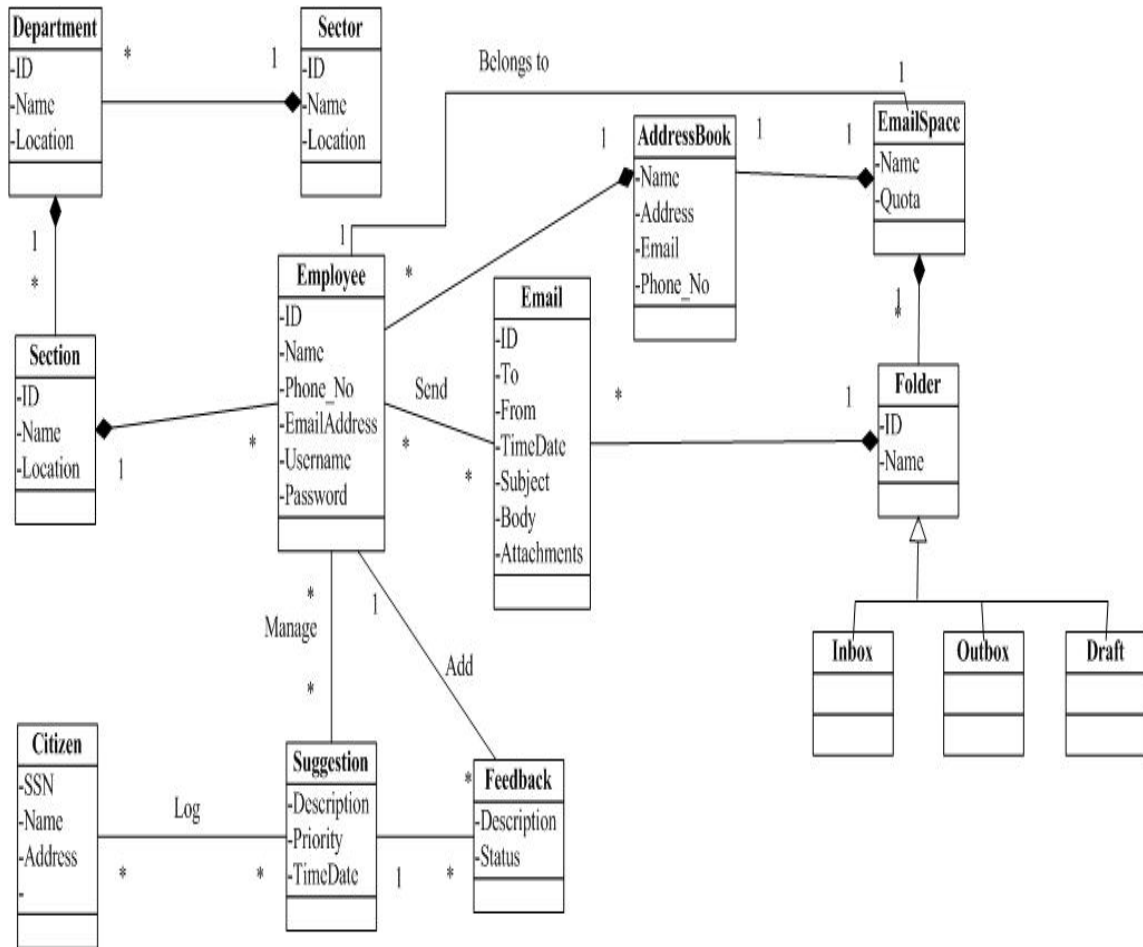 Department
-ID
-Name
-Location
*
1
Sector
-ID
-Name
-Location
Belongs to
1
1
AddressBook
-Name
-Address
-Email
-Phone_No
1
1
1
EmailSpace
-Name
-Quota
1
*
1
*
Section
-ID
-Name
-Location
1
*
Employee
-ID
-Name
-Phone_No
-EmailAddress
-Username
-Password
*
Send
*
*
Email
-ID
-To
-From
-TimeDate
-Subject
-Body
-Attachments
*
1
Folder
-ID
-Name
Inbox
Outbox
Draft
*
Manage
*
1
Add
*
Citizen
-SSN
-Name
-Address
-
Log
*
*
Suggestion
-Description
-Priority
-TimeDate
1
*
Feedback
-Description
-Status